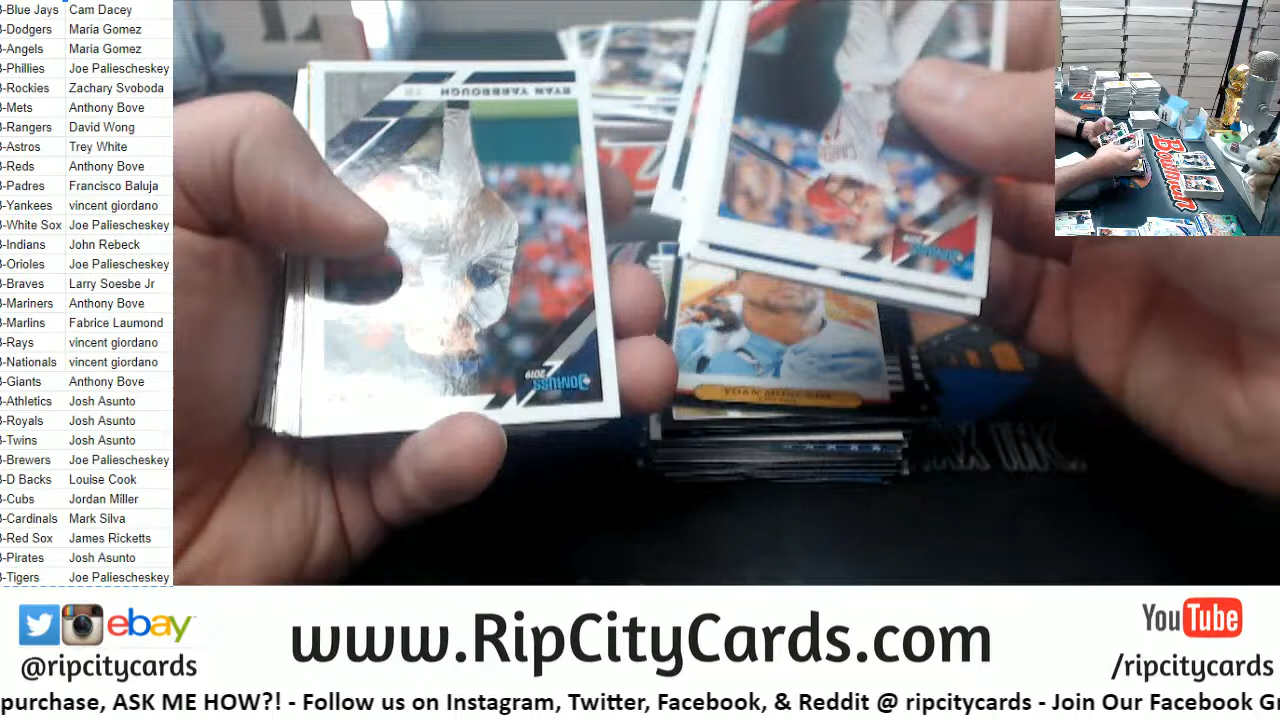 B-Blue Jays Cam Dacey
B-Dodgers Maria Gomez
B-Angels Maria Gomez
B-Phillies Joe Paliescheskey
B-Rockies Zachary Svoboda
B-Mets Anthony Bove
B-Rangers David Wong
B-Astros Trey White
B-Reds Anthony Bove
B-Padres Francisco Baluja
B-Yankees vincent giordano
B-White Sox Joe Paliescheskey
B-Indians John Rebeck
B-Orioles Joe Paliescheskey
B-Braves Larry Soesbe Jr
B-Mariners Anthony Bove
B-Marlins Fabrice Laumond
B-Rays vincent giordano
B-Nationals vincent giordano
B-Giants Anthony Bove
B-Athletics Josh Asunto
B-Royals Josh Asunto
B-Twins Josh Asunto
B-Brewers Joe Paliescheskey
B-D Backs Louise Cook
B-Cubs Jordan Miller
B-Cardinals Mark Silva
B-Red Sox James Ricketts
B-Pirates Josh Asunto
B-Tigers Joe Paliescheskey
RYAN YARBROUGH
DONRUSS
2019
DONRUSS
YOAN MONCADA
Bowman
ebay
@ripcitycards
www.RipCityCards.com
YouTube
/ripcitycards
purchase, ASK ME HOW?! - Follow us on Instagram, Twitter, Facebook, & Reddit @ ripcitycards - Join Our Facebook G